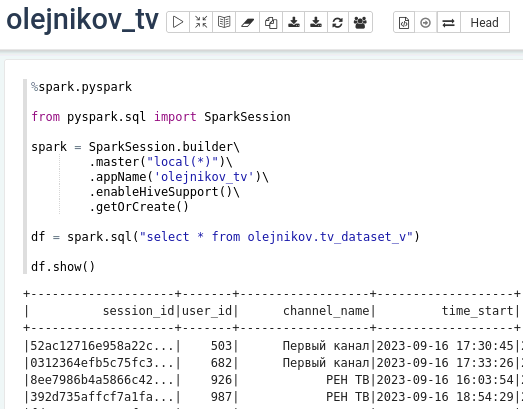 olejnikov_tv
Head
%spark.pyspark
from pyspark.sql import SparkSession
spark = SparkSession.builder\
.master("local(*)")\
.appName('olejnikov_tv')\
.enableHiveSupport()\
.getOrCreate()
df = spark.sql("select * from olejnikov.tv_dataset_v")
df.show()
+--------------------+-------+------------------+-------------------+
|          session_id|user_id|      channel_name|         time_start|
+--------------------+-------+------------------+-------------------+
|52ac12716e958a22c...|    503|      Первый канал|2023-09-16 17:30:45|
|0312364efb5c75fc3...|    682|      Первый канал|2023-09-16 17:33:26|
|8ee7986b4a5866c42...|    926|            РЕН ТВ|2023-09-16 16:03:54|
|392d735affcf7a1fa...|    987|            РЕН ТВ|2023-09-16 18:54:29|